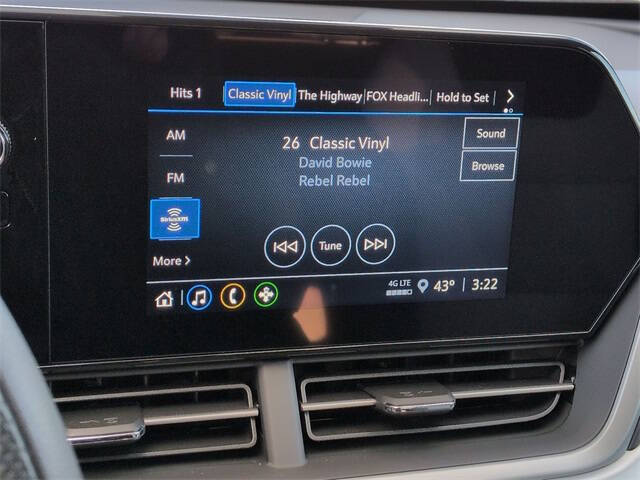 Hits 1 Classic Vinyl The Highway FOX Headli... Hold to Set
AM
26 Classic Vinyl
Sound
David Bowie
Browse
FM
Rebel Rebel
SiriusXM
Tune
More
4G LTE
43° 3:22